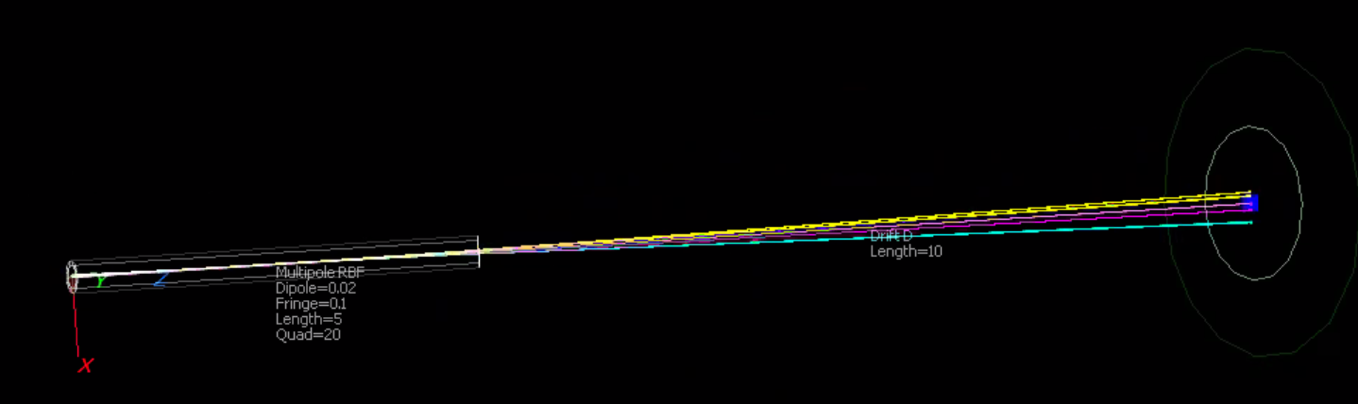 Drift D
Length=10
Y
Z
Multipole RBF
Dipole=0.02
Fringe=0.1
Length=5
Quad=20
X